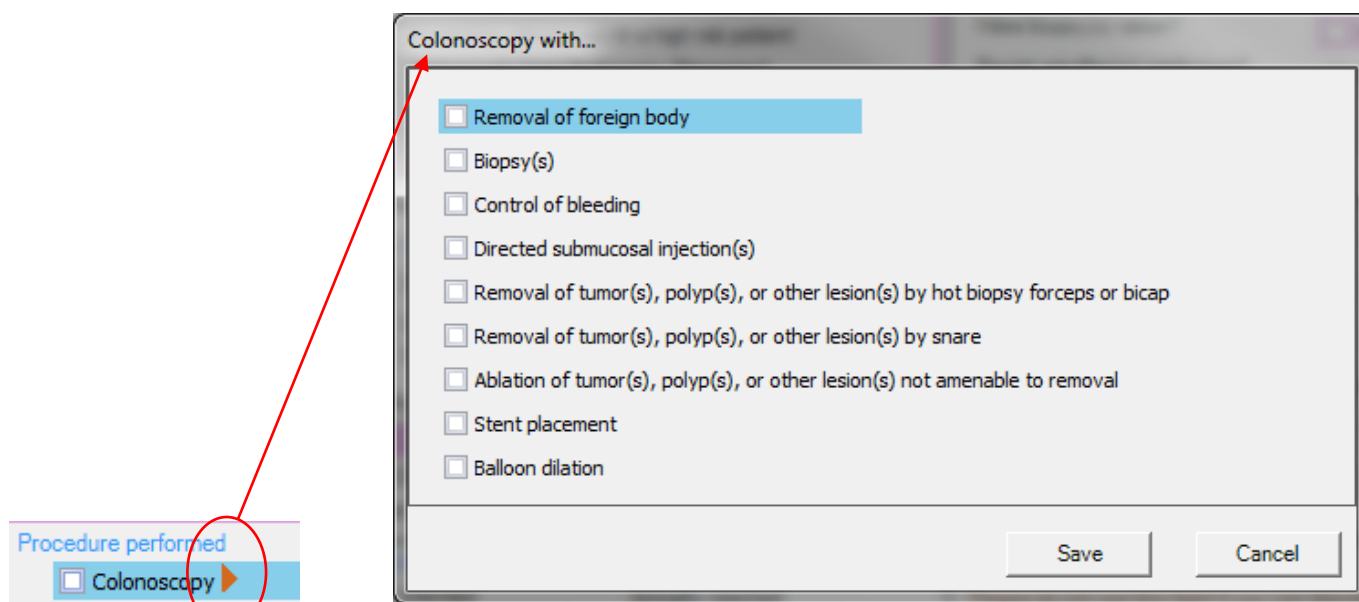 Colonoscopy with...
Removal of foreign body
Biopsy(s)
Control of bleeding
Directed submucosal injection(s)
Removal of tumor(s), polyp(s), or other lesion(s) by hot biopsy forceps or bicap
Removal of tumor(s), polyp(s), or other lesion(s) by snare
Ablation of tumor(s), polyp(s), or other lesion(s) not amenable to removal
Stent placement
Balloon dilation
Save Cancel
Procedure performed
Colonoscopy